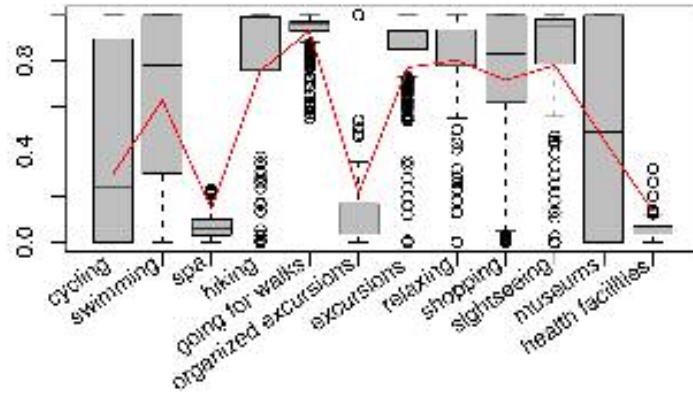 0.8
0.4
0.0
cycling
swimming
spa
hiking
going for walks
organized excursions
excursions
relaxing
shopping
sightseeing
museums
health facilities